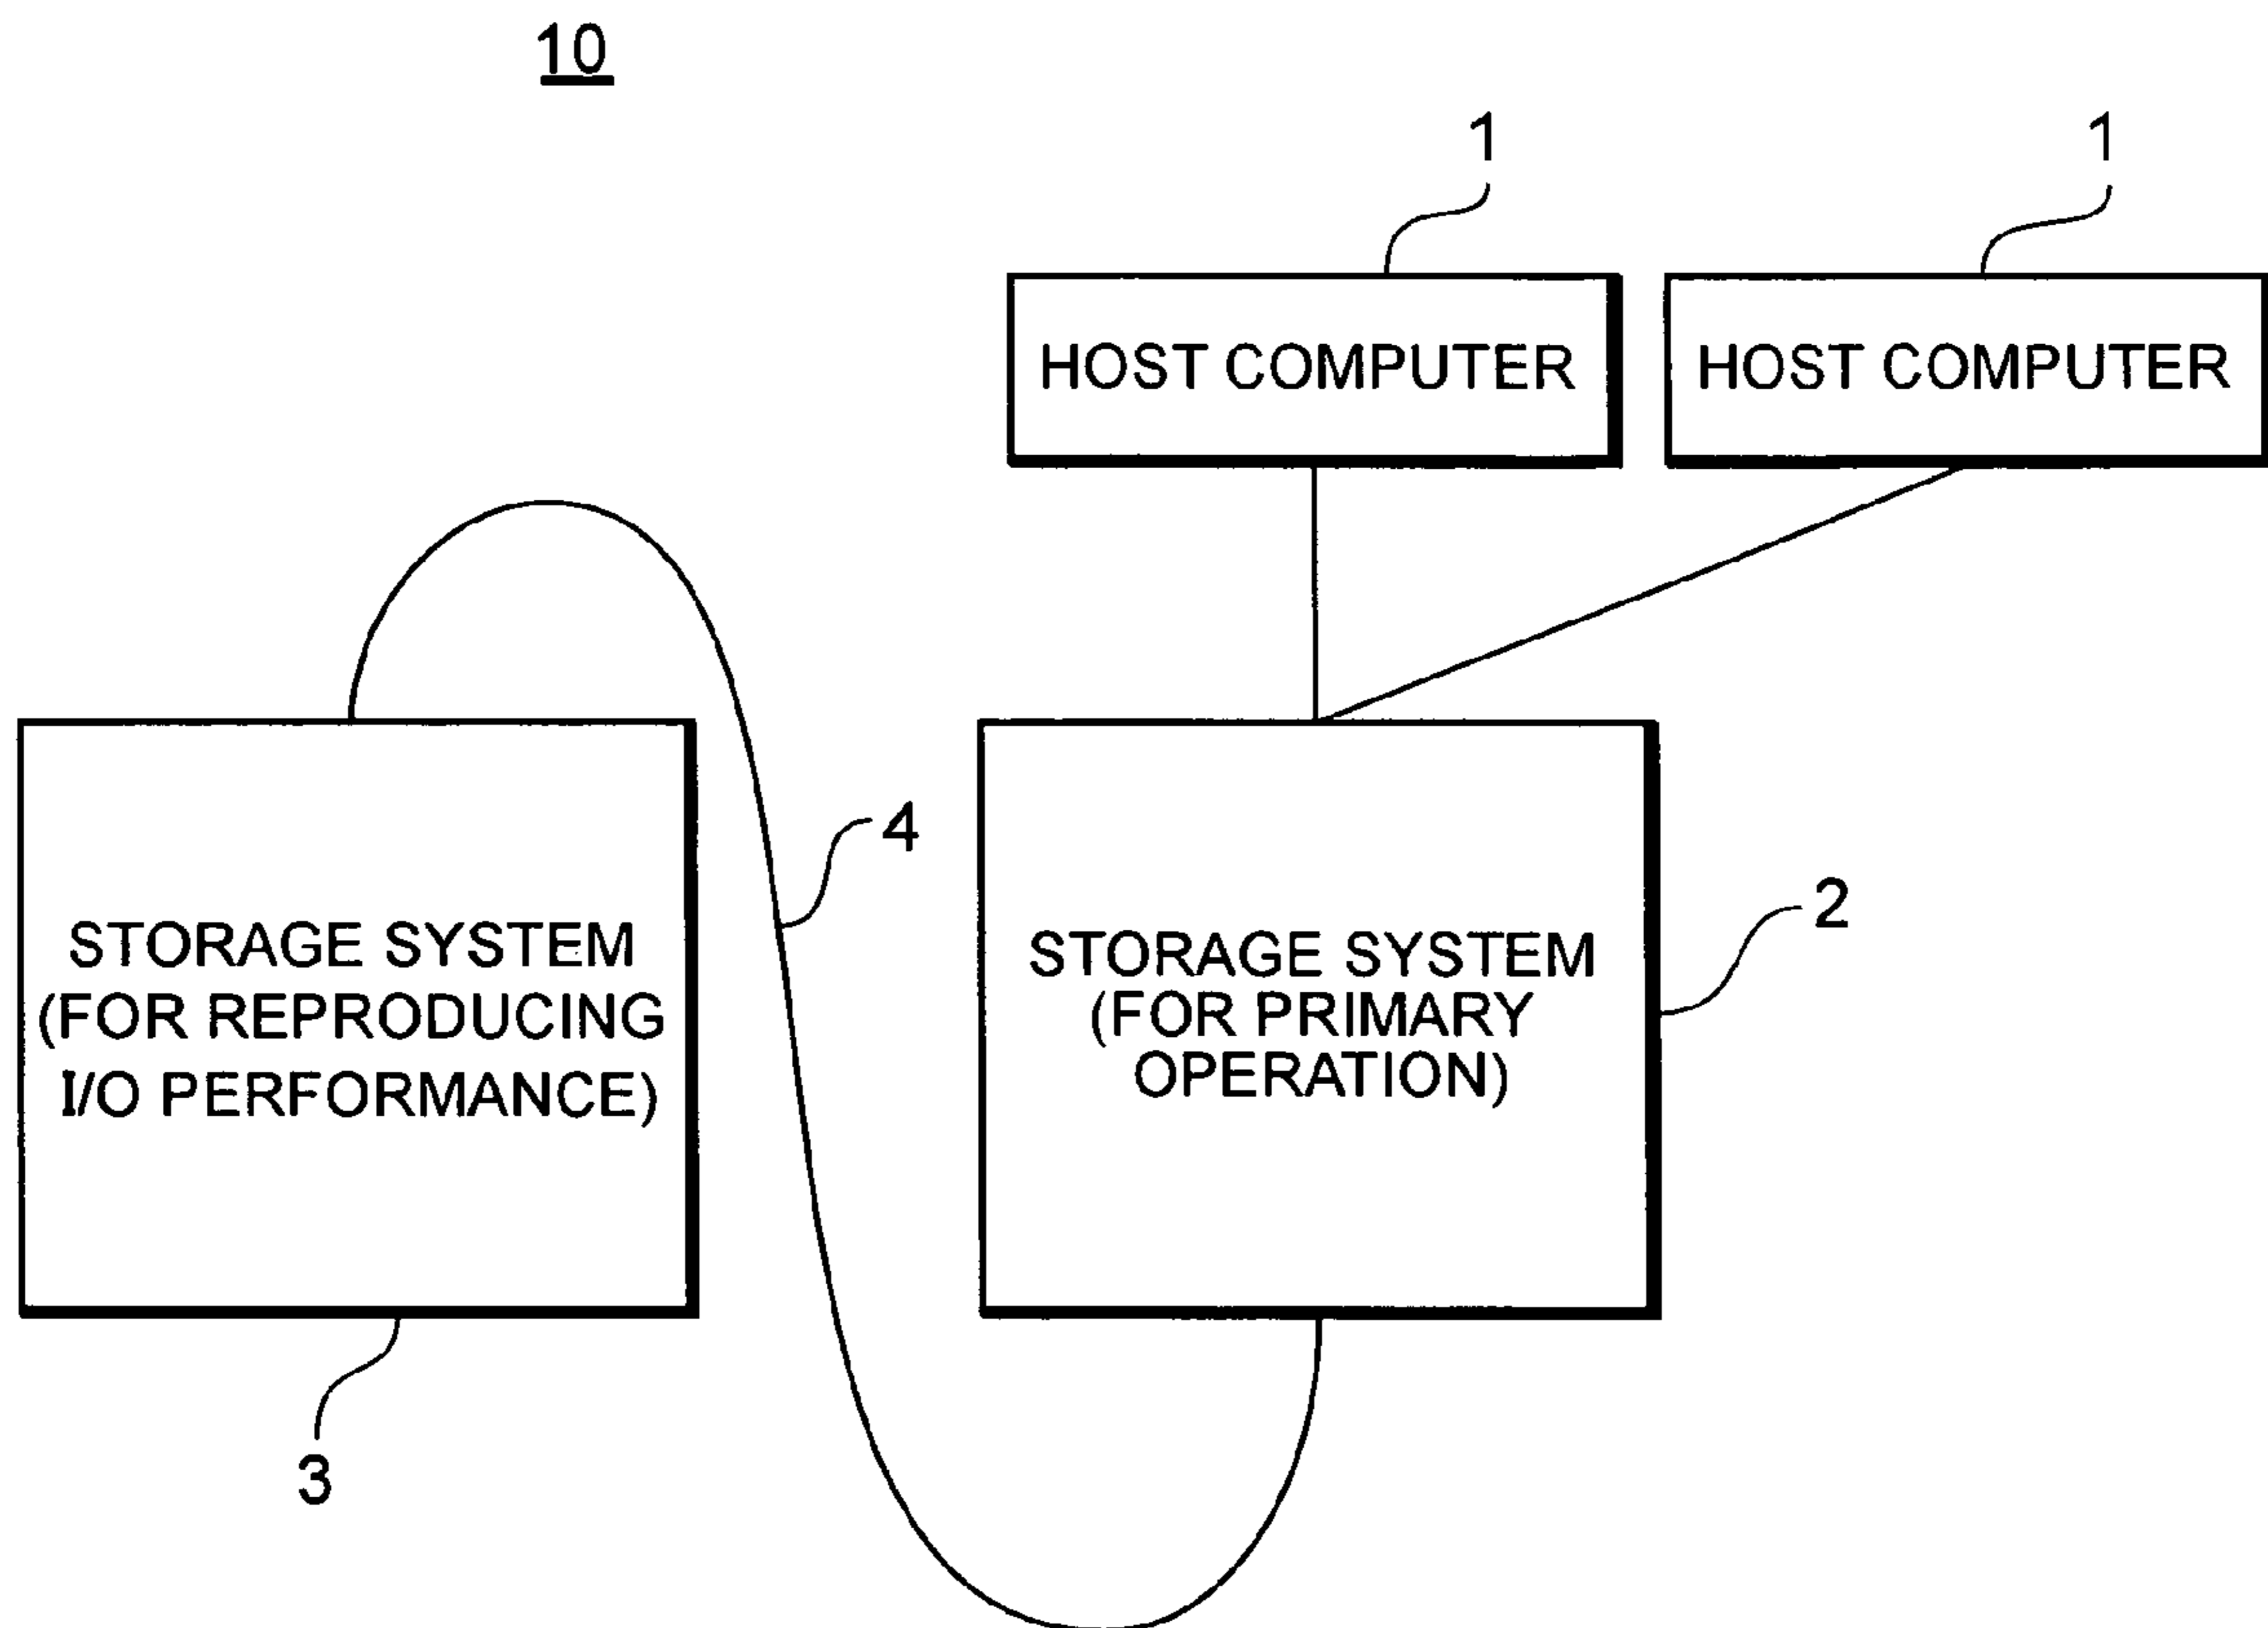 10
1
1
HOST COMPUTER
HOST COMPUTER
4
2
STORAGE SYSTEM
(FOR REPRODUCING
I/O PERFORMANCE)
STORAGE SYSTEM
(FOR PRIMARY
OPERATION)
3